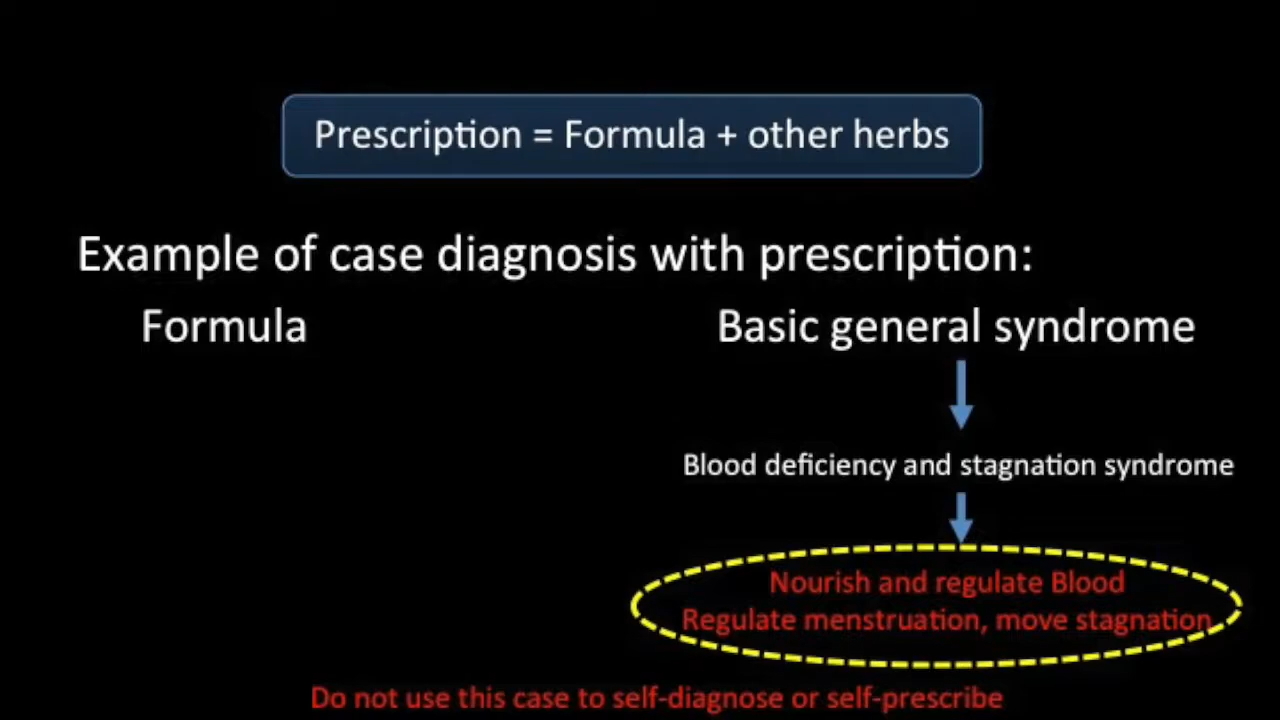 Prescription = Formula + other herbs
Example of case diagnosis with prescription:
Formula
Basic general syndrome
Blood deficiency and stagnation syndrome
Nourish and regulate Blood
Regulate menstruation, move stagnation
Do not use this case to self-diagnose or self-prescribe